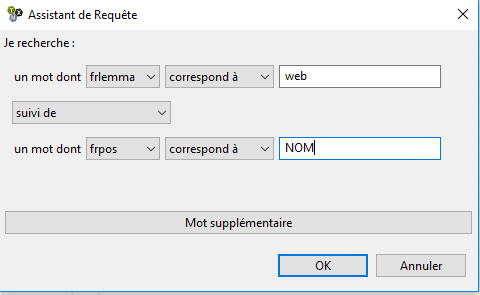 Assistant de Requête
Je recherche :
un mot dont frlemma correspond à web
suivi de
un mot dont frpos correspond à NOM
Mot supplémentaire
OK Annuler